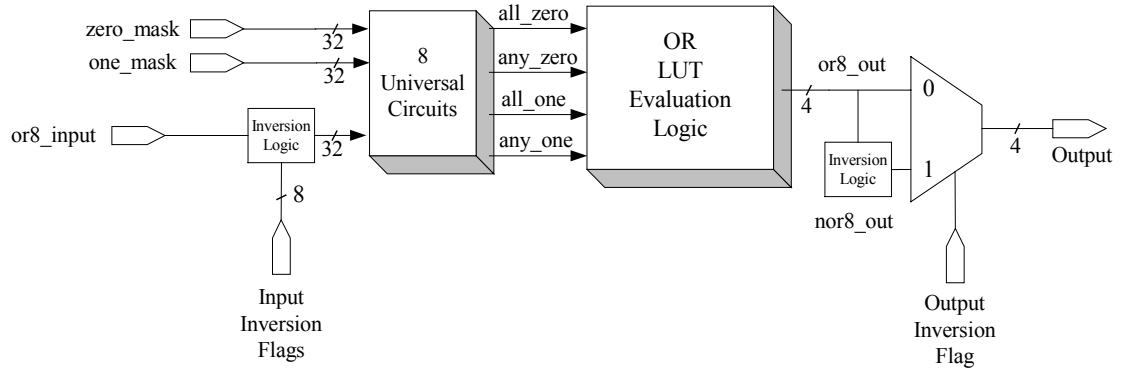 zero_mask
32
one_mask
32
or8_input
Inversion
Logic
32
8
Input
Inversion
Flags
8
Universal
Circuits
all_zero
any_zero
all_one
any_one
OR
LUT
Evaluation
Logic
or8_out
4
Inversion
Logic
nor8_out
0
1
4
Output
Output
Inversion
Flag